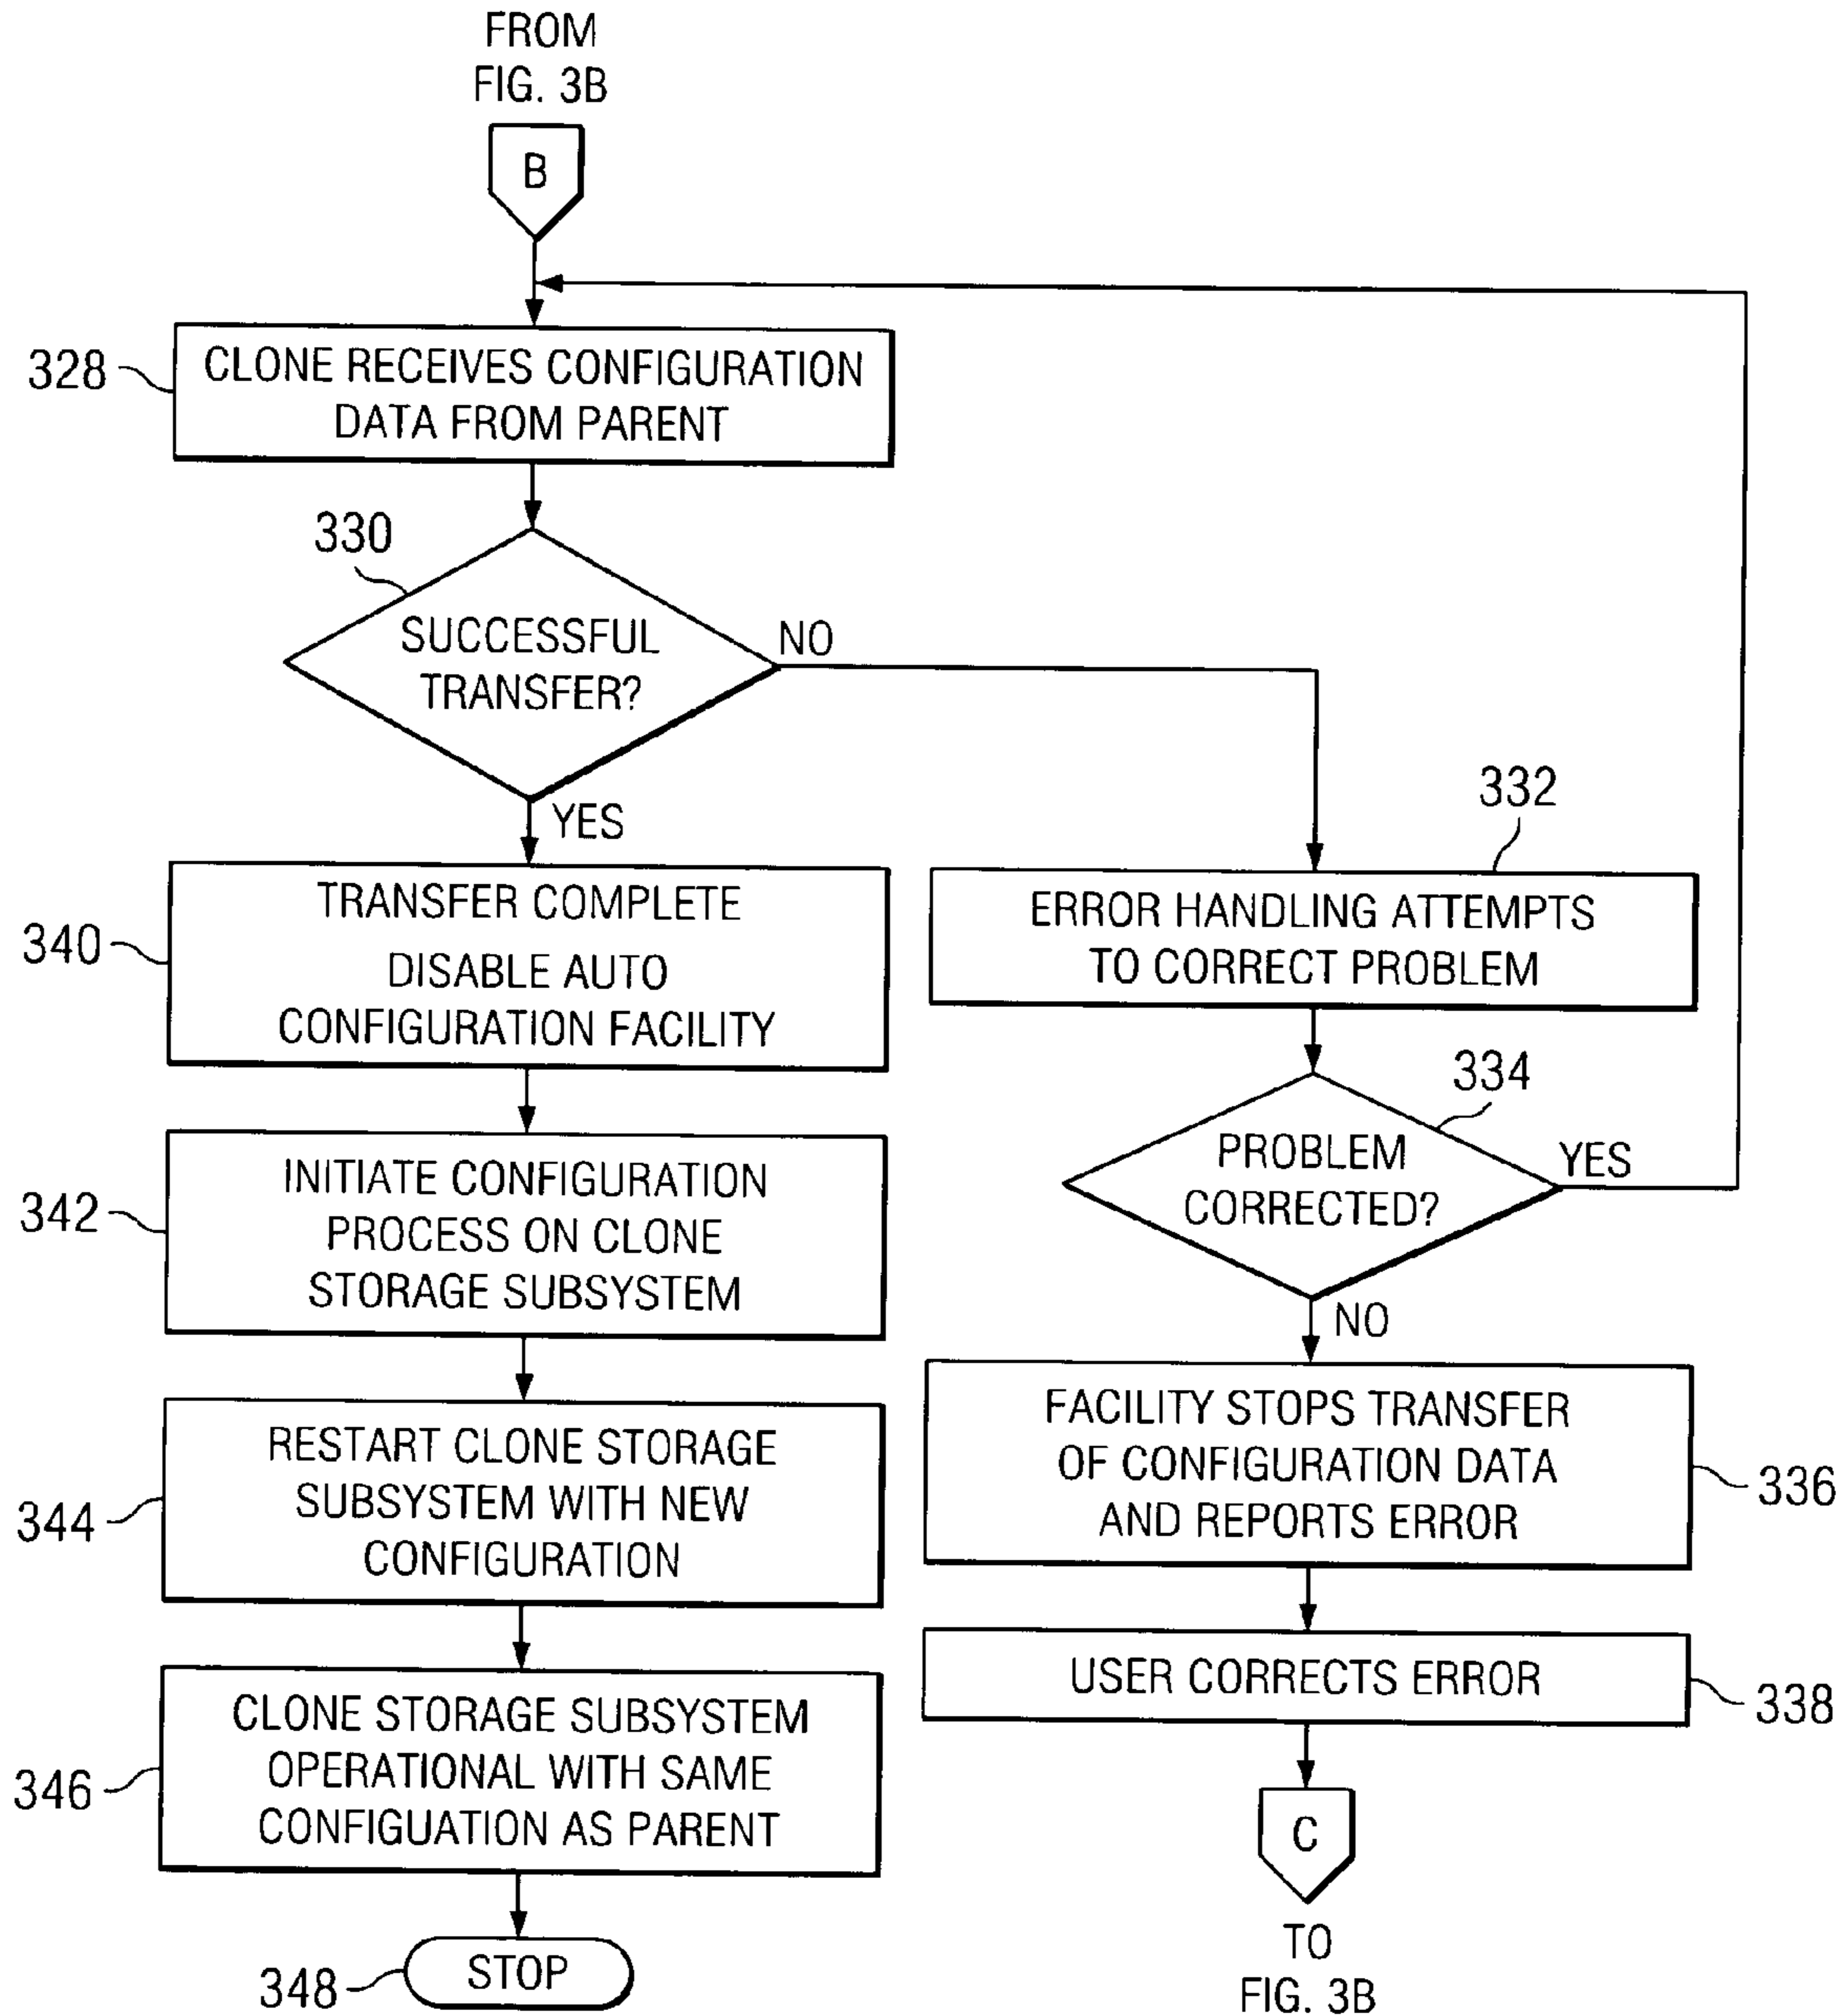 FROM
FIG. 3B
B
328
CLONE RECEIVES CONFIGURATION
DATA FROM PARENT
330
SUCCESSFUL
TRANSFER?
NO
YES
332
ERROR HANDLING ATTEMPTS
TO CORRECT PROBLEM
334
PROBLEM
CORRECTED?
YES
NO
336
FACILITY STOPS TRANSFER
OF CONFIGURATION DATA
AND REPORTS ERROR
338
USER CORRECTS ERROR
C
TO
FIG. 3B
340
TRANSFER COMPLETE
DISABLE AUTO
CONFIGURATION FACILITY
342
INITIATE CONFIGURATION
PROCESS ON CLONE
STORAGE SUBSYSTEM
344
RESTART CLONE STORAGE
SUBSYSTEM WITH NEW
CONFIGURATION
346
CLONE STORAGE SUBSYSTEM
OPERATIONAL WITH SAME
CONFIGUATION AS PARENT
348
STOP